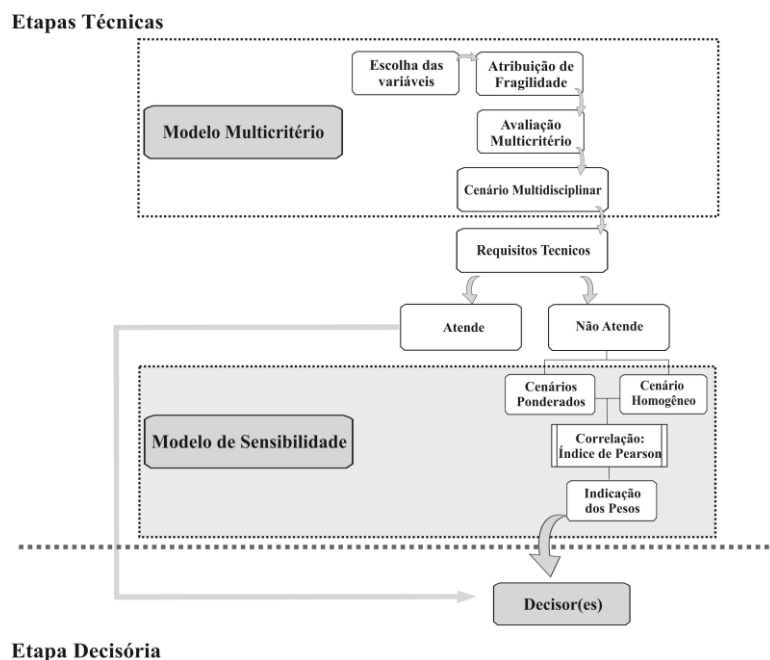 Etapas Técnicas
Escolha das
variáveis
Atribuição de
Fragilidade
Modelo Multicritério
Avaliação
Multicritério
Cenário Multidisciplinar
Requisitos Tecnicos
Atende
Não Atende
Cenários
Ponderados
Cenário
Homogêneo
Modelo de Sensibilidade
Correlação:
Índice de Pearson
Indicação
dos Pesos
Decisor(es)
Etapa Decisória